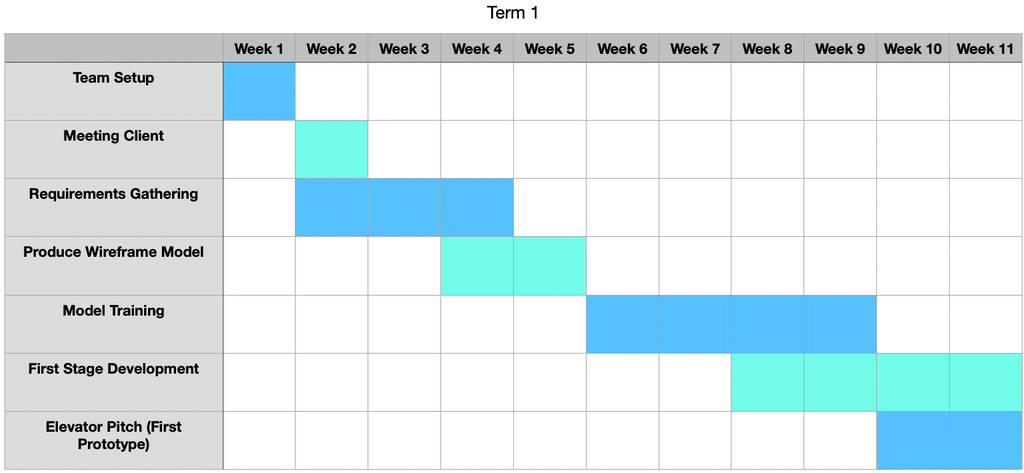 Term 1
Week 1 Week 2 Week 3 Week 4 Week 5 Week 6 Week 7 Week 8 Week 9 Week 10 Week 11
Team Setup
Meeting Client
Requirements Gathering
Produce Wireframe Model
Model Training
First Stage Development
Elevator Pitch (First
Prototype)